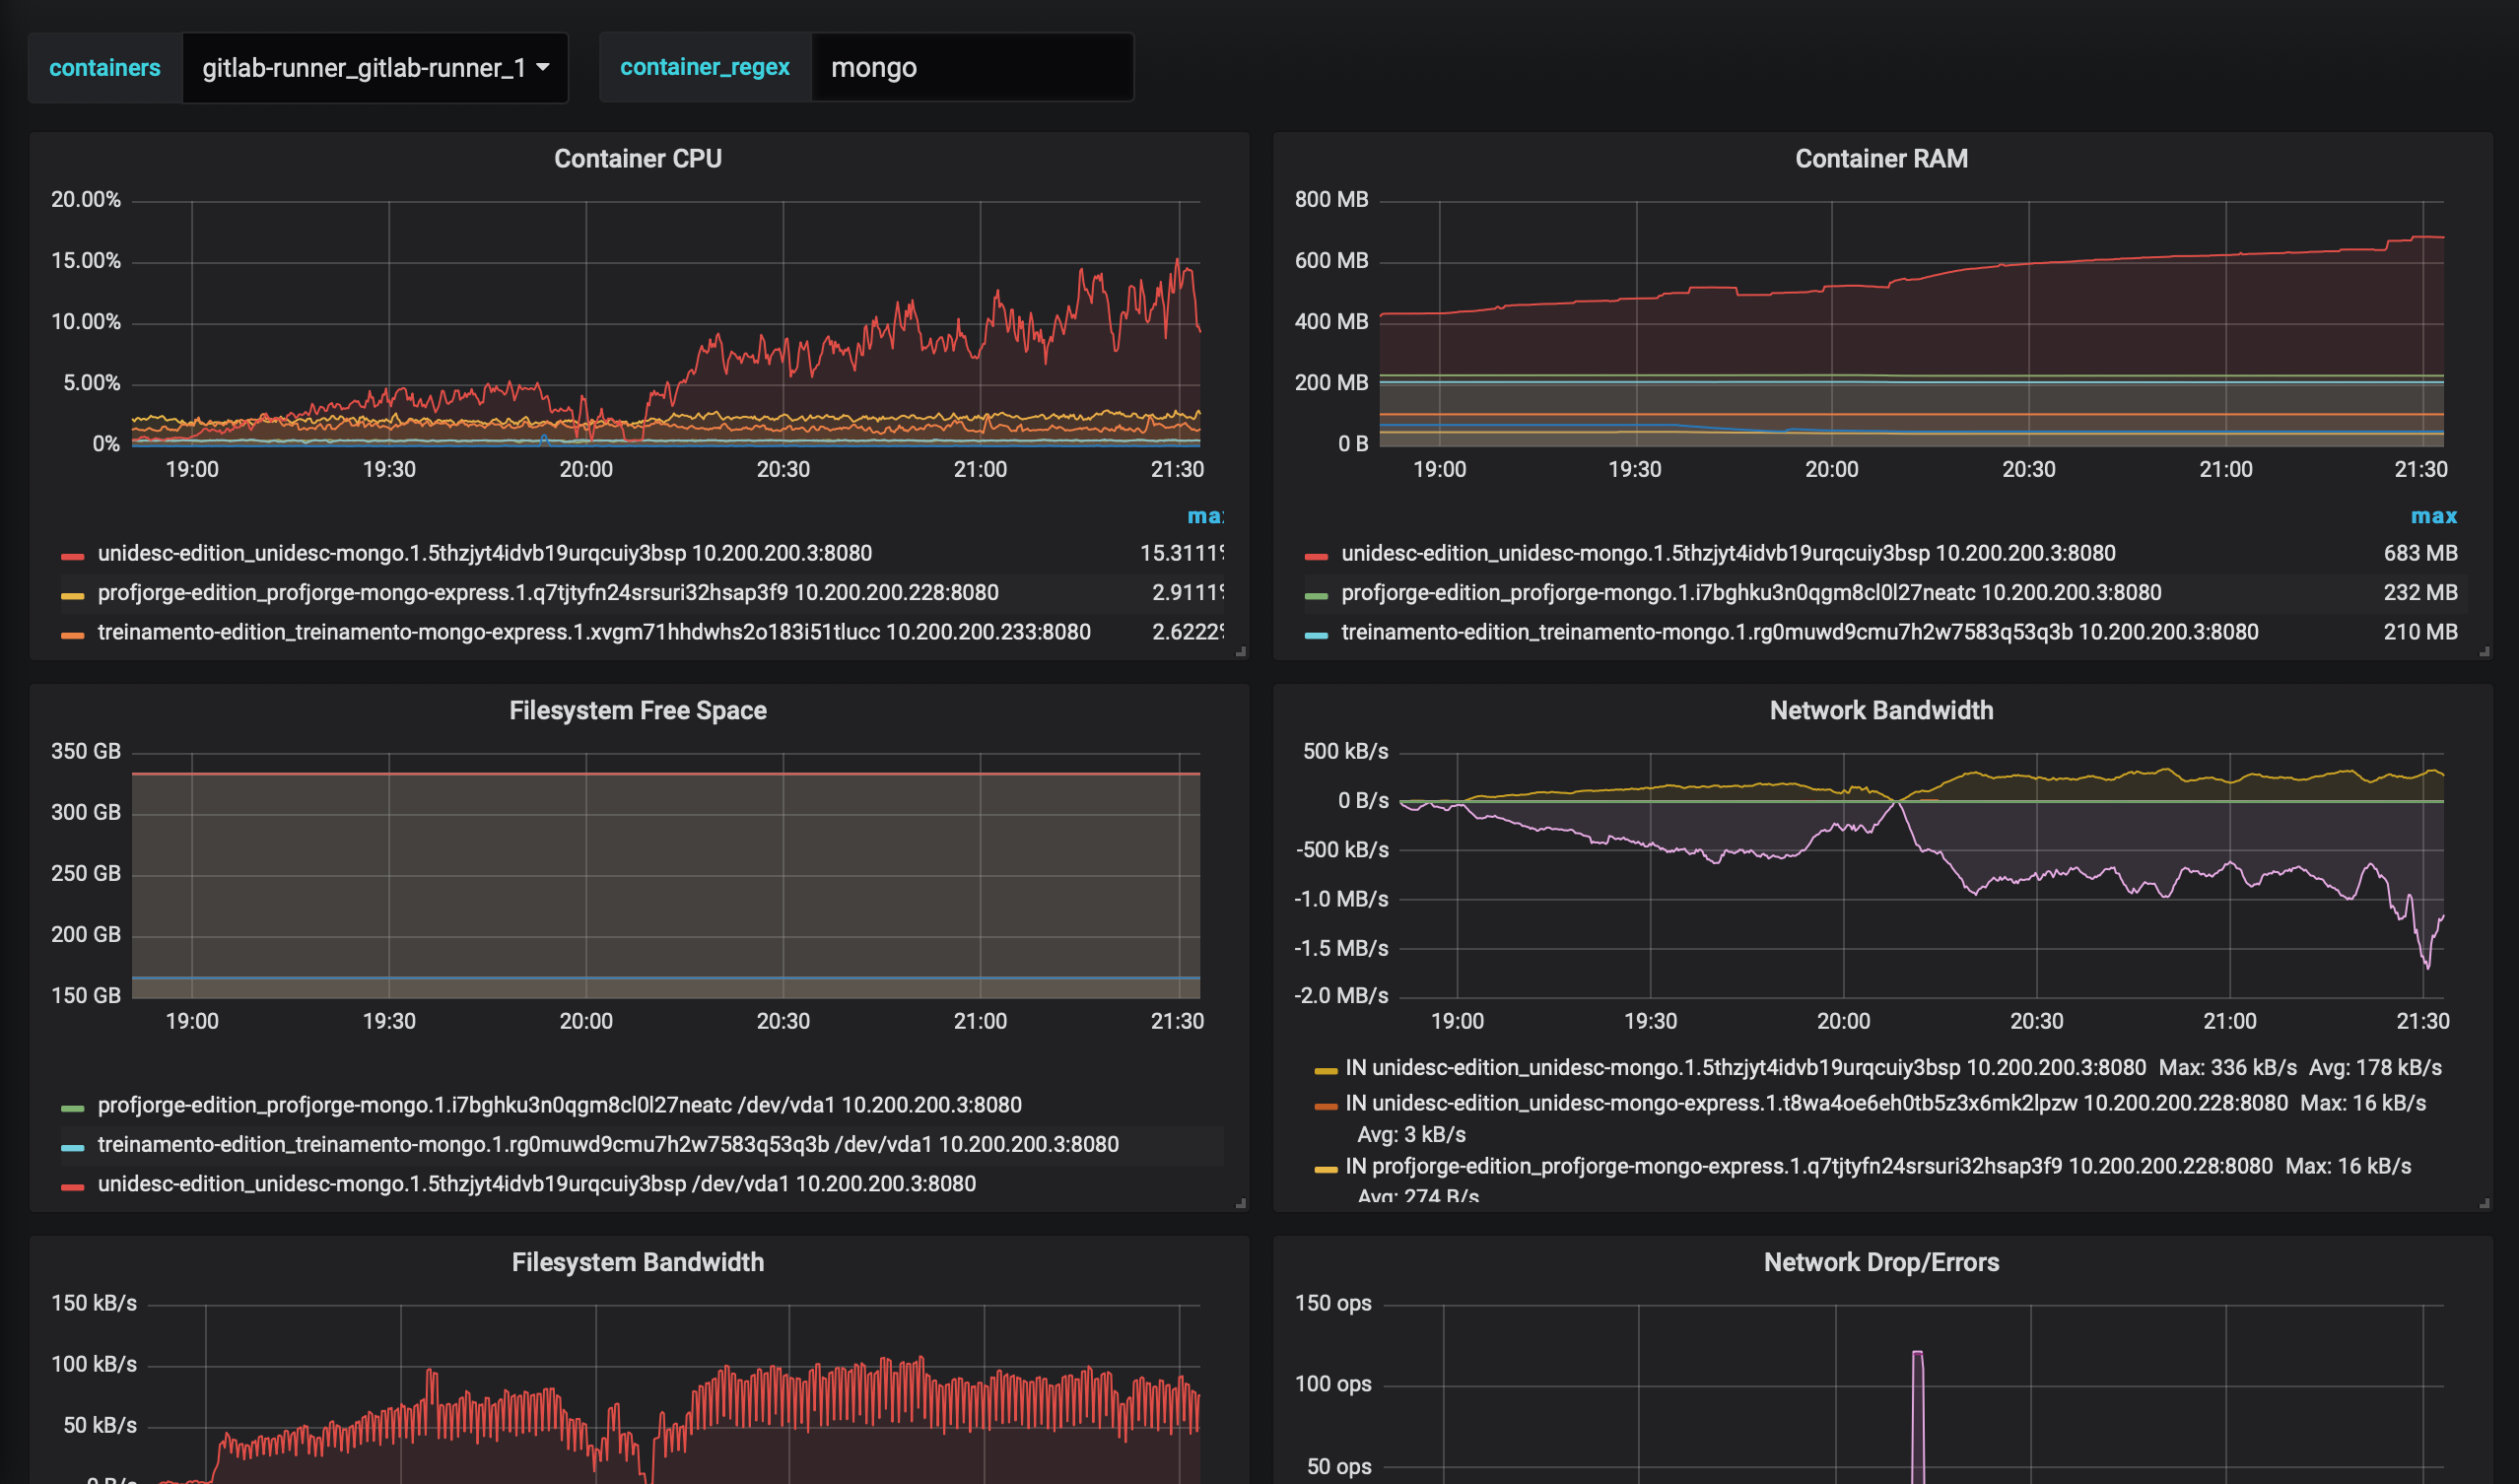 containers gitlab-runner_gitlab-runner_1 container_regex mongo
Container CPU
20.00%
15.00%
10.00%
5.00%
0%
19:00 19:30 20:00 20:30 21:00 21:30
max
unidesc-edition_unidesc-mongo.1.5thzjyt4idvb19urqcuiy3bsp 10.200.200.3:8080 15.3111%
profjorge-edition_profjorge-mongo-express.1.q7tjtyfn24srsuri32hsap3f9 10.200.200.228:8080 2.9111%
treinamento-edition_treinamento-mongo-express.1.xvgm71hhdwhs2o183i51tlucc 10.200.200.233:8080 2.6222%
Container RAM
800 MB
600 MB
400 MB
200 MB
0 B
19:00 19:30 20:00 20:30 21:00 21:30
max
unidesc-edition_unidesc-mongo.1.5thzjyt4idvb19urqcuiy3bsp 10.200.200.3:8080 683 MB
profjorge-edition_profjorge-mongo.1.i7bghku3n0qgm8cl0l27neatc 10.200.200.3:8080 232 MB
treinamento-edition_treinamento-mongo.1.rg0muwd9cmu7h2w7583q53q3b 10.200.200.3:8080 210 MB
Filesystem Free Space
350 GB
300 GB
250 GB
200 GB
150 GB
19:00 19:30 20:00 20:30 21:00 21:30
profjorge-edition_profjorge-mongo.1.i7bghku3n0qgm8cl0l27neatc /dev/vda1 10.200.200.3:8080
treinamento-edition_treinamento-mongo.1.rg0muwd9cmu7h2w7583q53q3b /dev/vda1 10.200.200.3:8080
unidesc-edition_unidesc-mongo.1.5thzjyt4idvb19urqcuiy3bsp /dev/vda1 10.200.200.3:8080
Network Bandwidth
500 kB/s
0 B/s
-500 kB/s
-1.0 MB/s
-1.5 MB/s
-2.0 MB/s
19:00 19:30 20:00 20:30 21:00 21:30
IN unidesc-edition_unidesc-mongo.1.5thzjyt4idvb19urqcuiy3bsp 10.200.200.3:8080 Max: 336 kB/s Avg: 178 kB/s
IN unidesc-edition_unidesc-mongo-express.1.t8wa4oe6eh0tb5z3x6mk2lpzw 10.200.200.228:8080 Max: 16 kB/s
Avg: 3 kB/s
IN profjorge-edition_profjorge-mongo-express.1.q7tjtyfn24srsuri32hsap3f9 10.200.200.228:8080 Max: 16 kB/s
Avg: 274 B/s
Filesystem Bandwidth
150 kB/s
100 kB/s
50 kB/s
0 B/s
Network Drop/Errors
150 ops
100 ops
50 ops